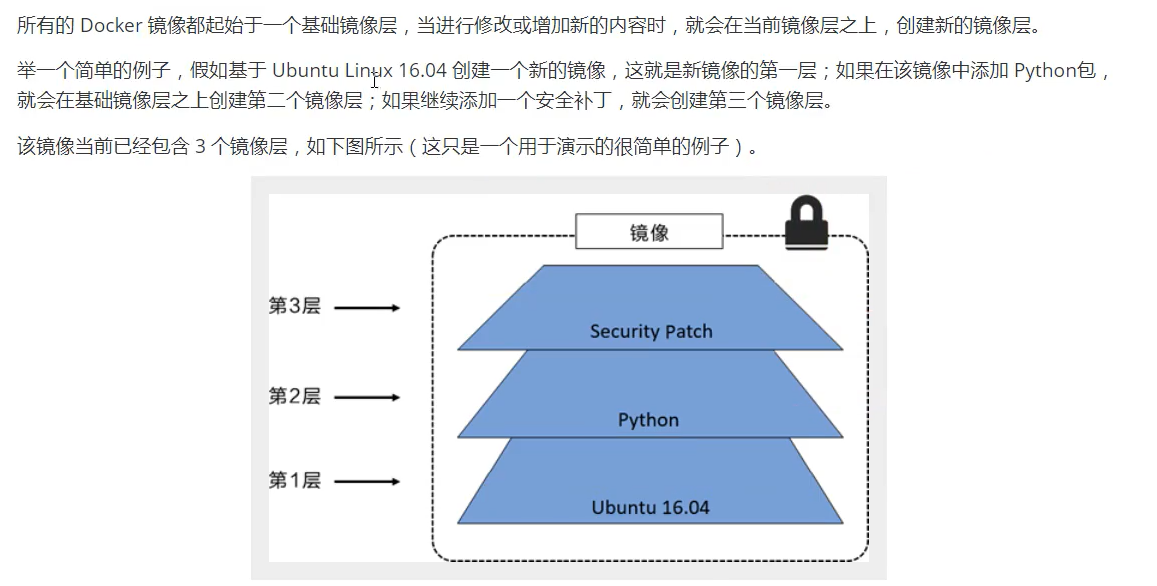 所有的 Docker 镜像都起始于一个基础镜像层，当进行修改或增加新的内容时，就会在当前镜像层之上，创建新的镜像层。
举一个简单的例子，假如基于 Ubuntu Linux 16.04 创建一个新的镜像，这就是新镜像的第一层；如果在该镜像中添加 Python包，
就会在基础镜像层之上创建第二个镜像层；如果继续添加一个安全补丁，就会创建第三个镜像层。
该镜像当前已经包含 3 个镜像层，如下图所示（这只是一个用于演示的很简单的例子）。
镜像
第3层
Security Patch
第2层
Python
第1层
Ubuntu 16.04